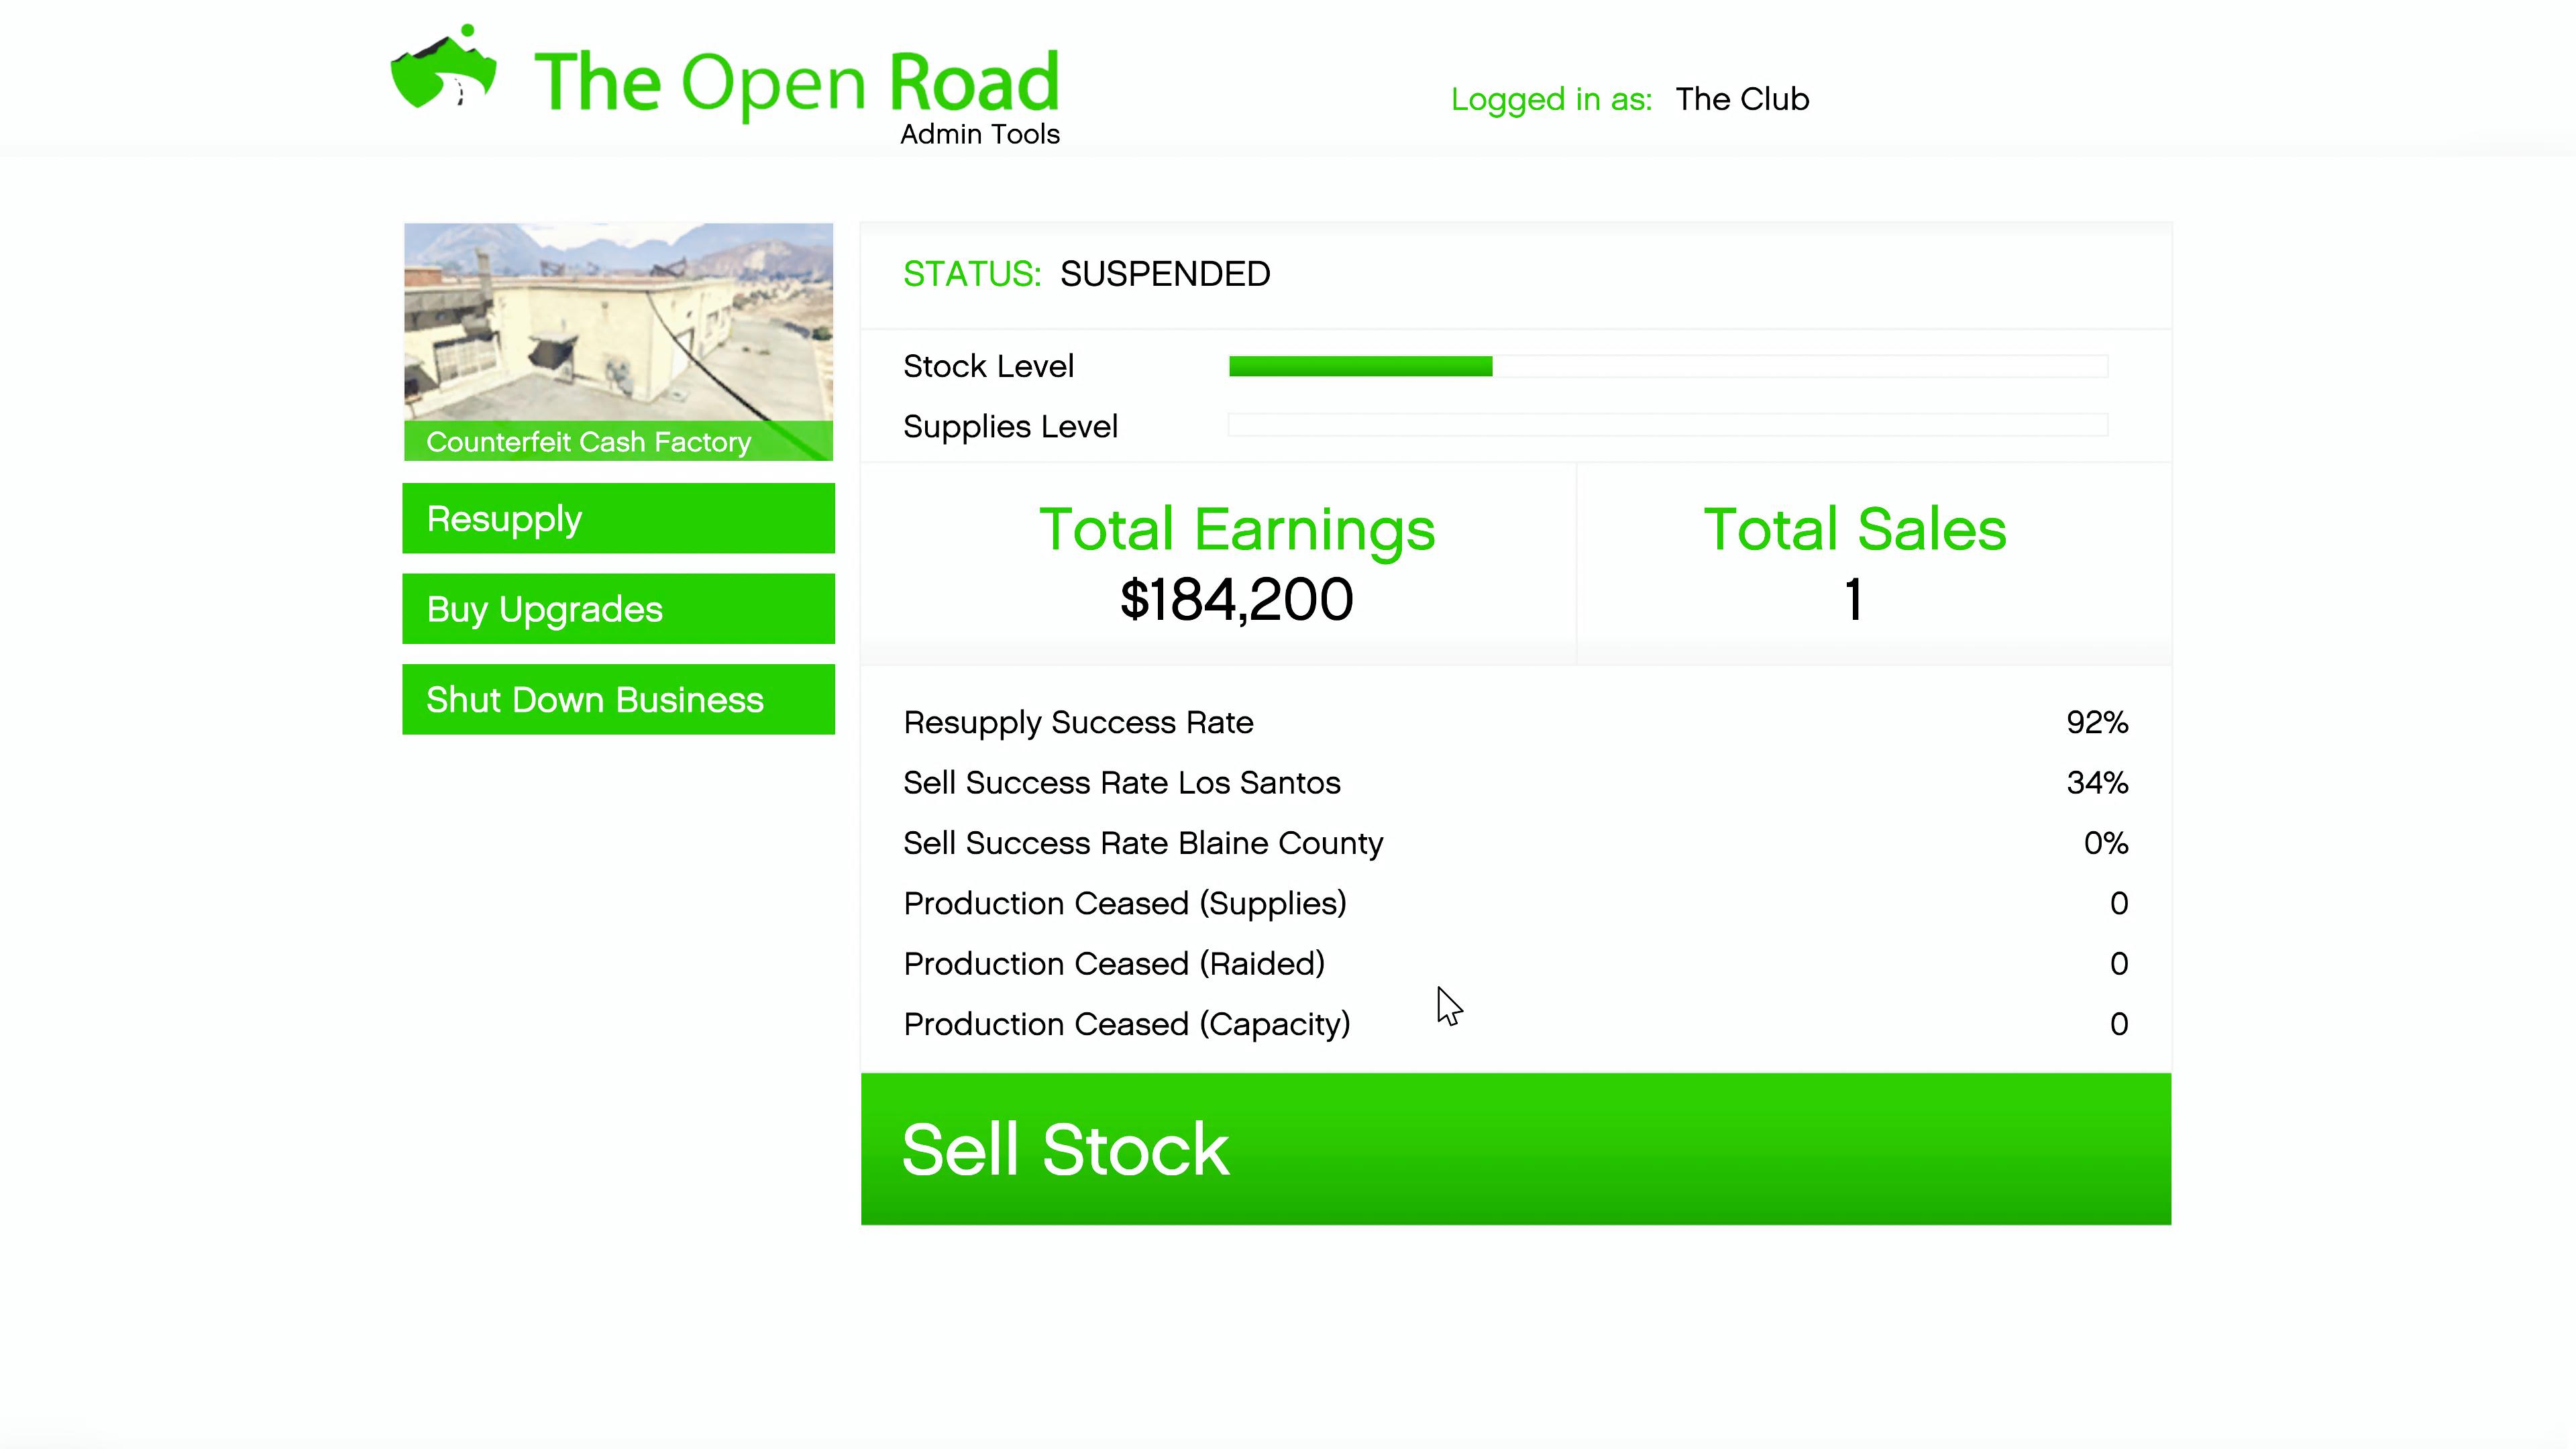 The Open Road
Admin Tools
Logged in as: The Club
Counterfeit Cash Factory
Resupply
Buy Upgrades
Shut Down Business
STATUS: SUSPENDED
Stock Level
Supplies Level
Total Earnings
$184,200
Total Sales
1
Resupply Success Rate 92%
Sell Success Rate Los Santos 34%
Sell Success Rate Blaine County 0%
Production Ceased (Supplies) 0
Production Ceased (Raided) 0
Production Ceased (Capacity) 0
Sell Stock